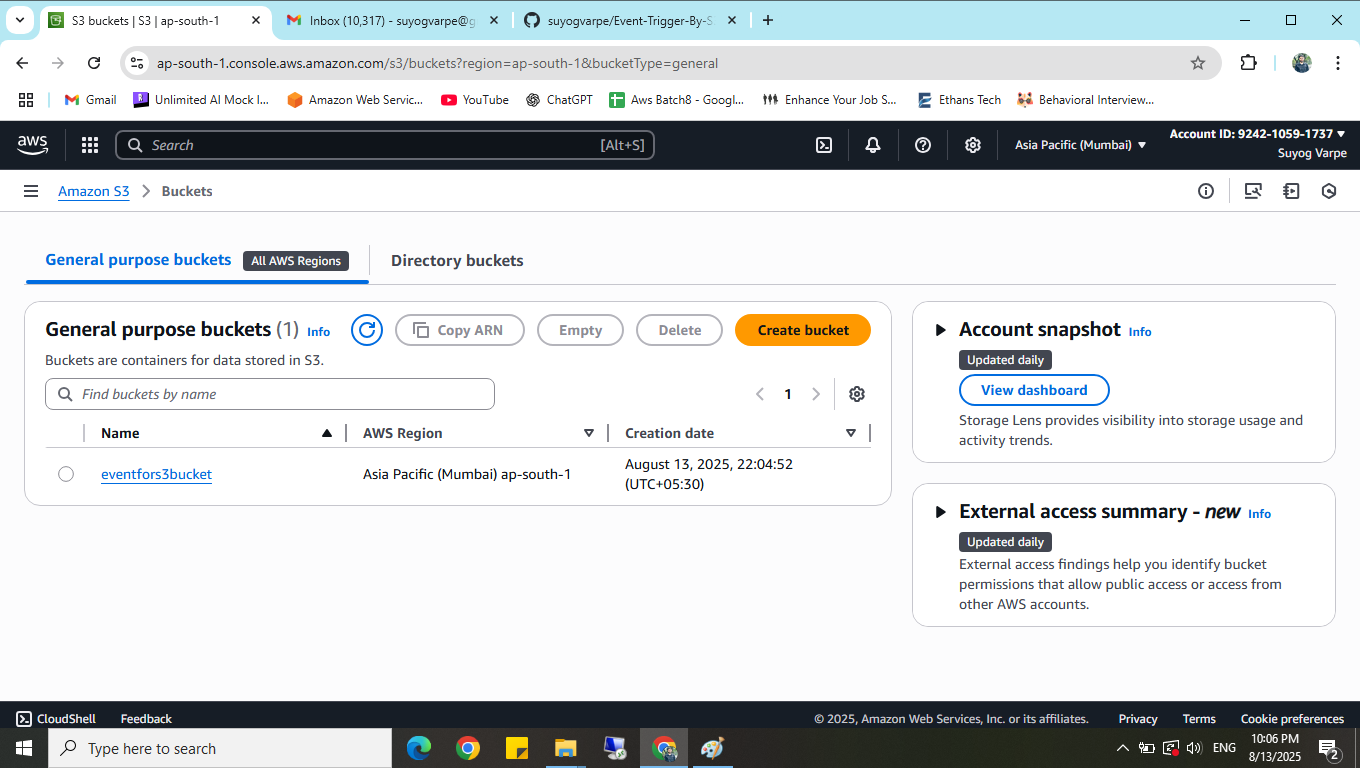 S3 buckets | S3 | ap-south-1
Inbox (10,317) - suyogvarpe@g
suyogvarpe/Event-Trigger-By-S
ap-south-1.console.aws.amazon.com/s3/buckets?region=ap-south-1&bucketType=general
Gmail
Unlimited AI Mock I...
Amazon Web Servic...
YouTube
ChatGPT
Aws Batch8 - Googl...
Enhance Your Job S...
Ethans Tech
Behavioral Interview...
aws
Search
[Alt+S]
Asia Pacific (Mumbai)
Account ID: 9242-1059-1737
Suyog Varpe
Amazon S3
Buckets
General purpose buckets
All AWS Regions
Directory buckets
General purpose buckets (1) Info
Copy ARN
Empty
Delete
Create bucket
Buckets are containers for data stored in S3.
Find buckets by name
1
Name
AWS Region
Creation date
eventfors3bucket
Asia Pacific (Mumbai) ap-south-1
August 13, 2025, 22:04:52
(UTC+05:30)
Account snapshot Info
Updated daily
View dashboard
Storage Lens provides visibility into storage usage and
activity trends.
External access summary - new Info
Updated daily
External access findings help you identify bucket
permissions that allow public access or access from
other AWS accounts.
CloudShell
Feedback
© 2025, Amazon Web Services, Inc. or its affiliates.
Privacy
Terms
Cookie preferences
Type here to search
ENG
10:06 PM
8/13/2025
2